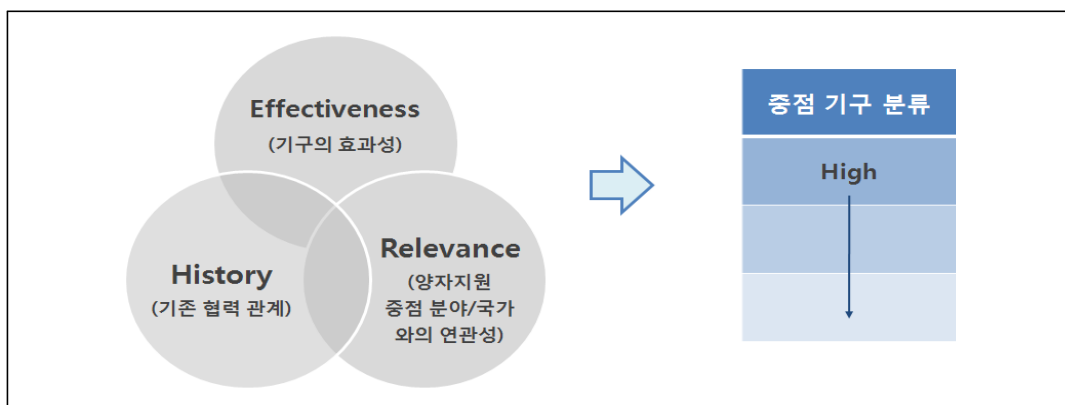 Effectiveness
(기구의 효과성)
History
(기존 협력 관계)
Relevance
(양자지원
중점 분야/국가
와의 연관성)
중점 기구 분류
High